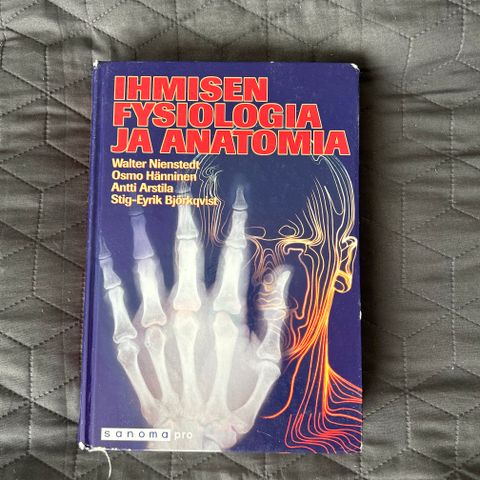 IHMISEN
FYSIOLOGIA
JA ANATOMIA
Walter Nienstedt
Osmo Hänninen
Antti Arstila
Stig-Eyrik Björkqvist
sanoma pro